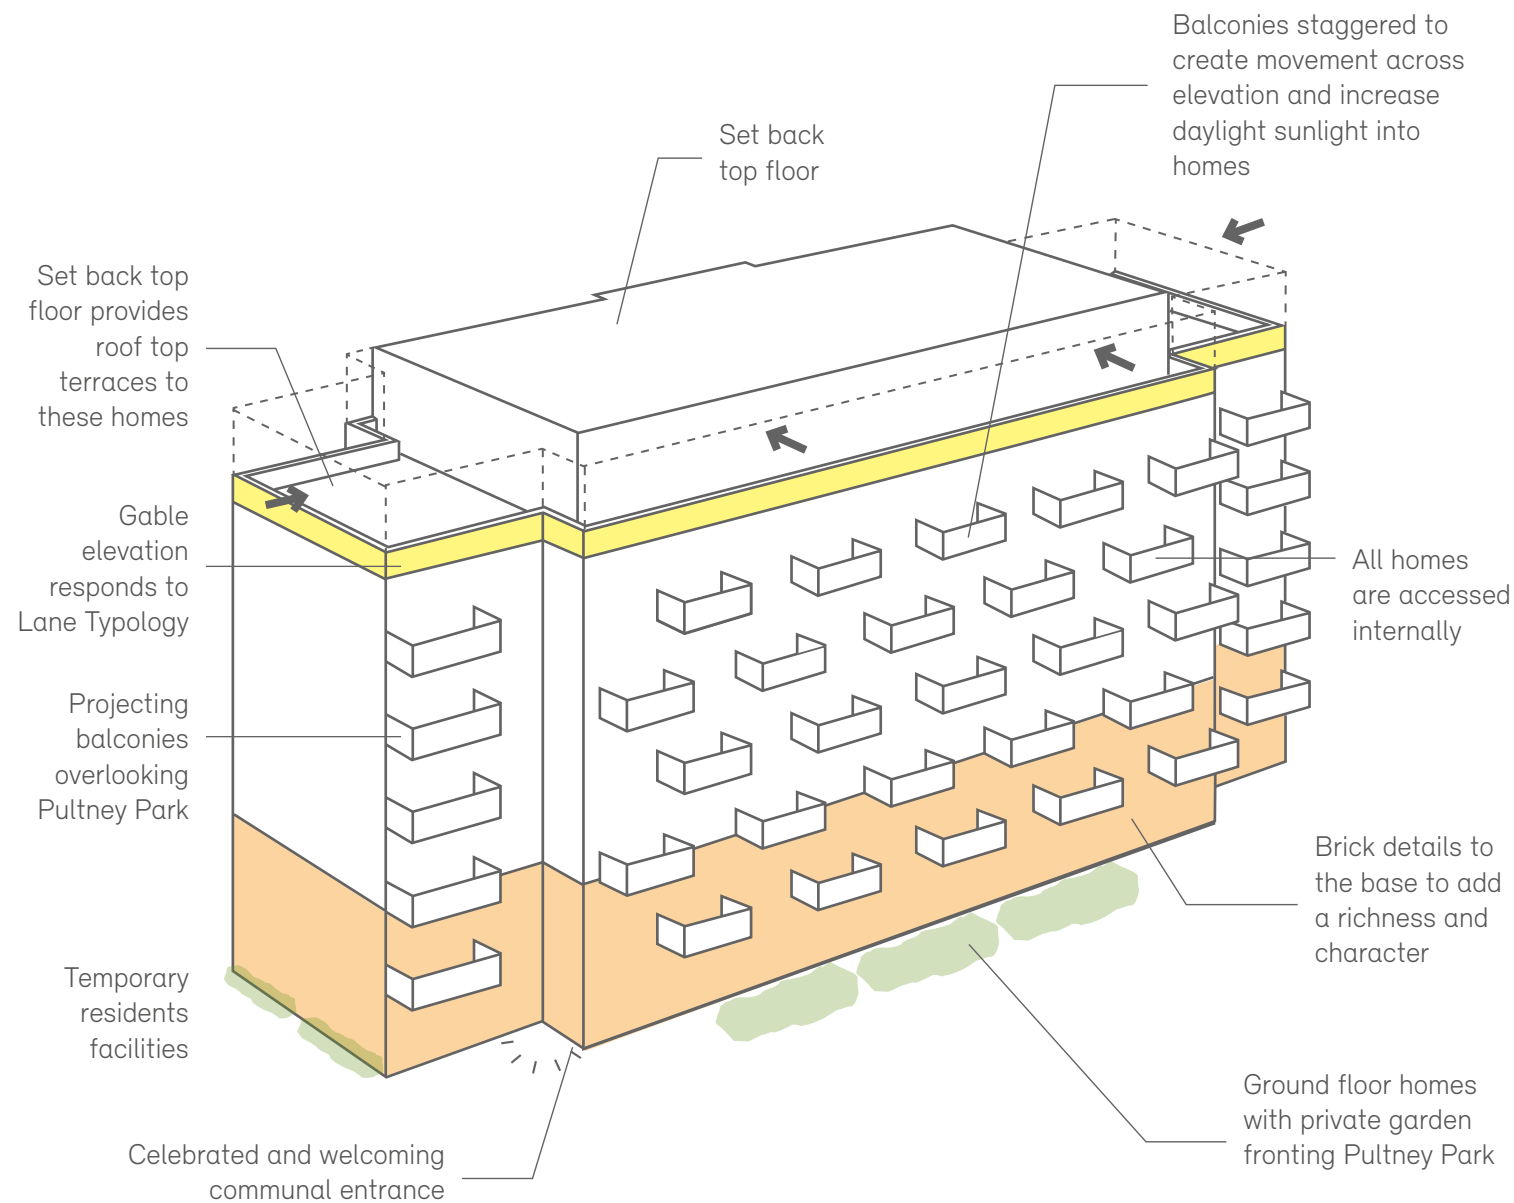 Balconies staggered to
create movement across
elevation and increase
daylight sunlight into
homes
Set back
top floor
Set back top
floor provides
roof top
terraces to
these homes
Gable
elevation
responds to
Lane Typology
All homes
are accessed
internally
Projecting
balconies
overlooking
Pultney Park
Brick details to
the base to add
a richness and
character
Temporary
residents
facilities
Ground floor homes
with private garden
fronting Pultney Park
Celebrated and welcoming
communal entrance